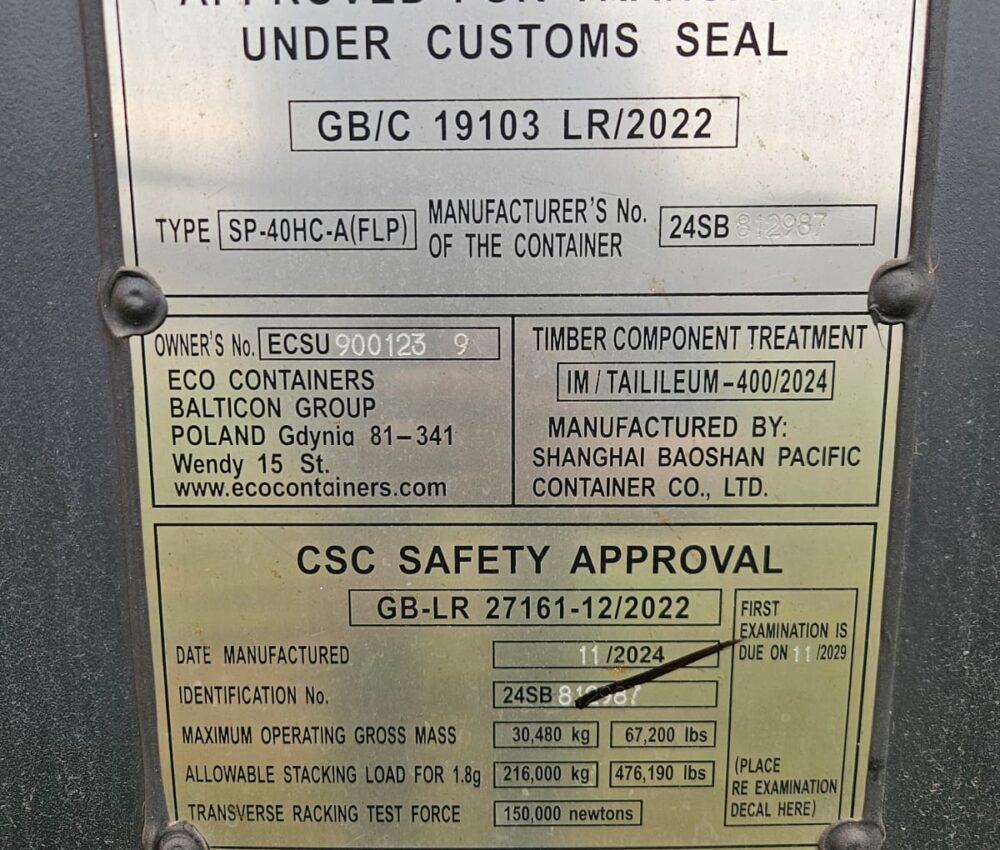 APPROVED FOR TRANSPORT
UNDER CUSTOMS SEAL
GB/C 19103 LR/2022
TYPE SP-40HC-A(FLP)
MANUFACTURER'S No.
OF THE CONTAINER
24SB 812987
OWNER'S No. ECSU 900123 9
ECO CONTAINERS
BALTICON GROUP
POLAND Gdynia 81-341
Wendy 15 St.
www.ecocontainers.com
TIMBER COMPONENT TREATMENT
IM / TAILILEUM-400/2024
MANUFACTURED BY:
SHANGHAI BAOSHAN PACIFIC
CONTAINER CO., LTD.
CSC SAFETY APPROVAL
GB-LR 27161-12/2022
DATE MANUFACTURED 11/2024
IDENTIFICATION No. 24SB 812987
MAXIMUM OPERATING GROSS MASS 30,480 kg 67,200 lbs
ALLOWABLE STACKING LOAD FOR 1.8g 216,000 kg 476,190 lbs
TRANSVERSE RACKING TEST FORCE 150,000 newtons
FIRST
EXAMINATION IS
DUE ON 11/2029
(PLACE
RE EXAMINATION
DECAL HERE)